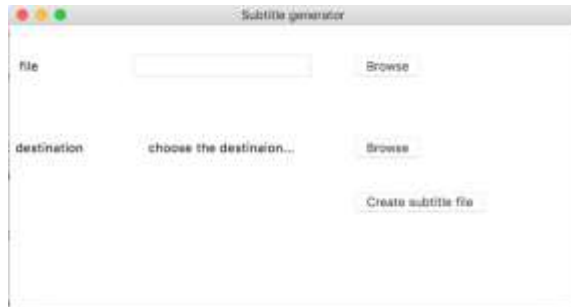 Subtitle generator
file Browse
destination choose the destinaion... Browse
Create subtitle file